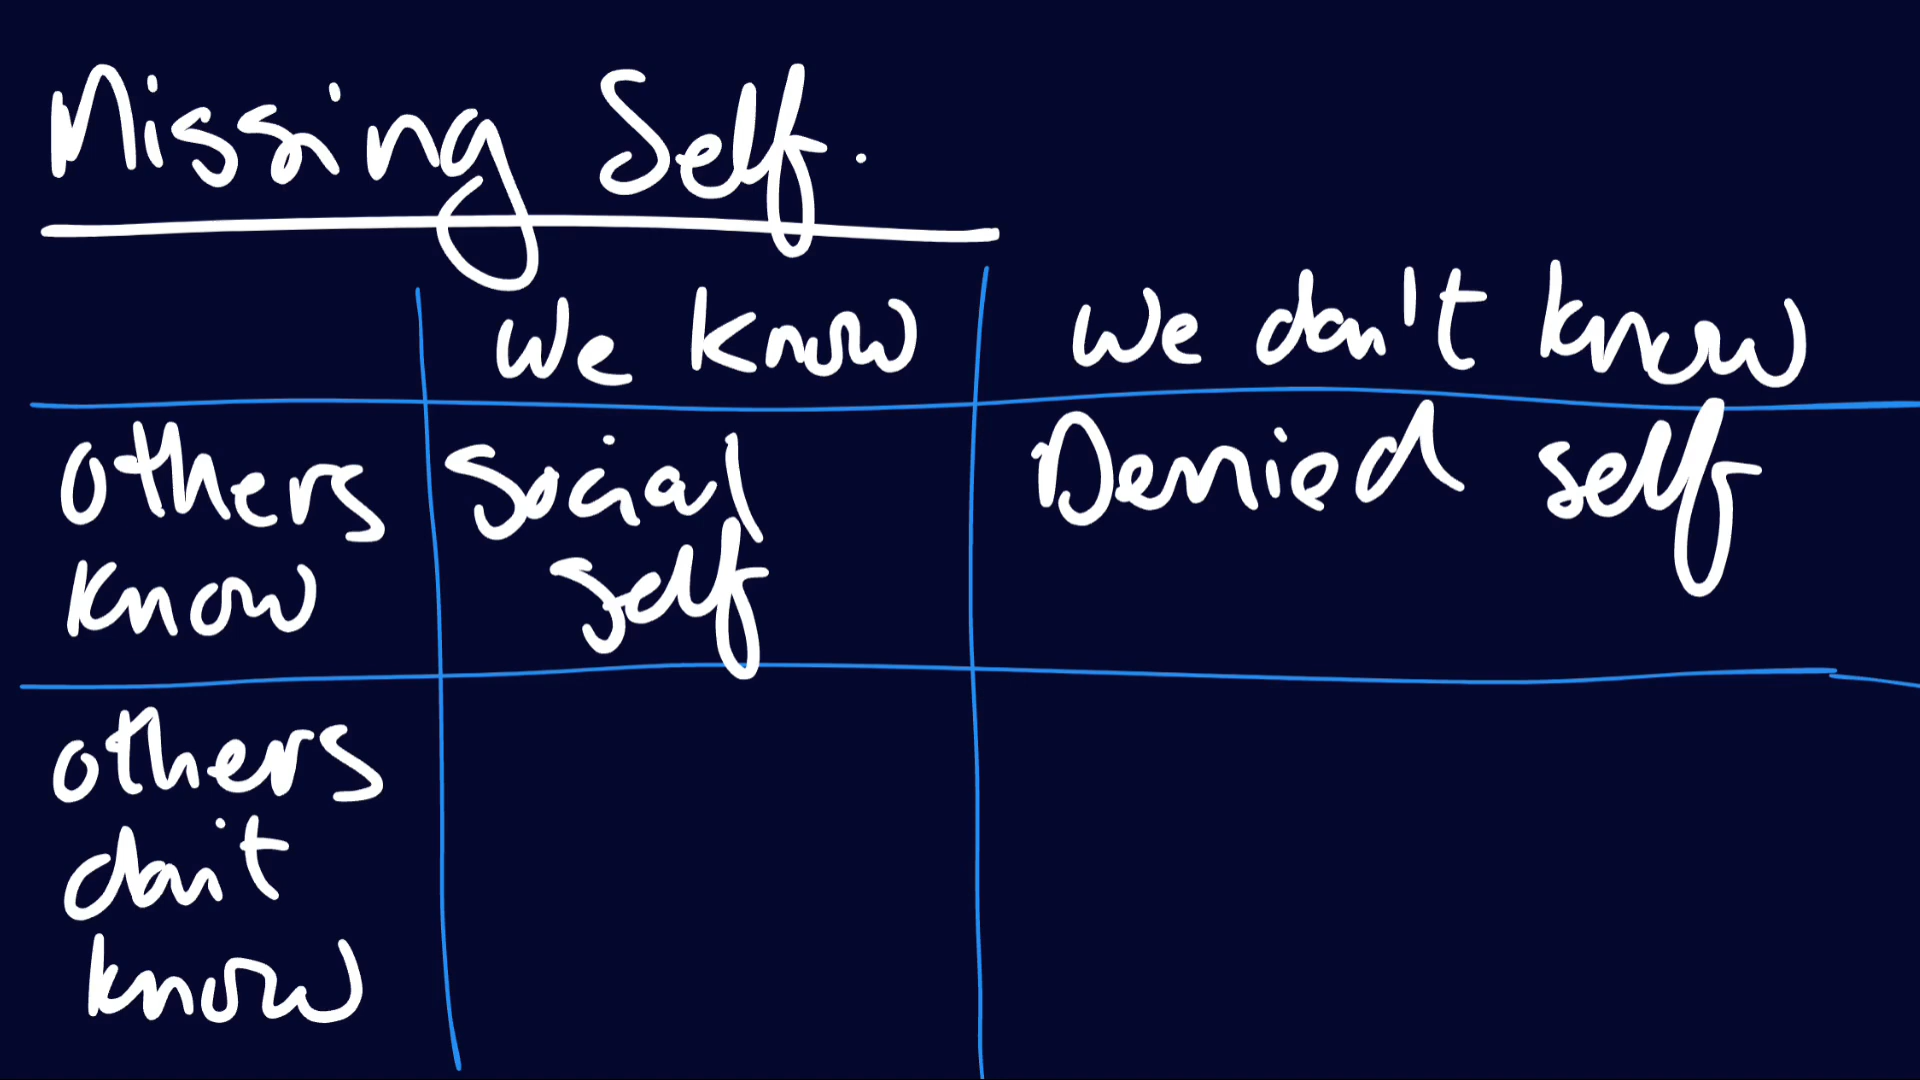 Missing Self.
we know we don't know
others social Denied self
know self
others
don't
know